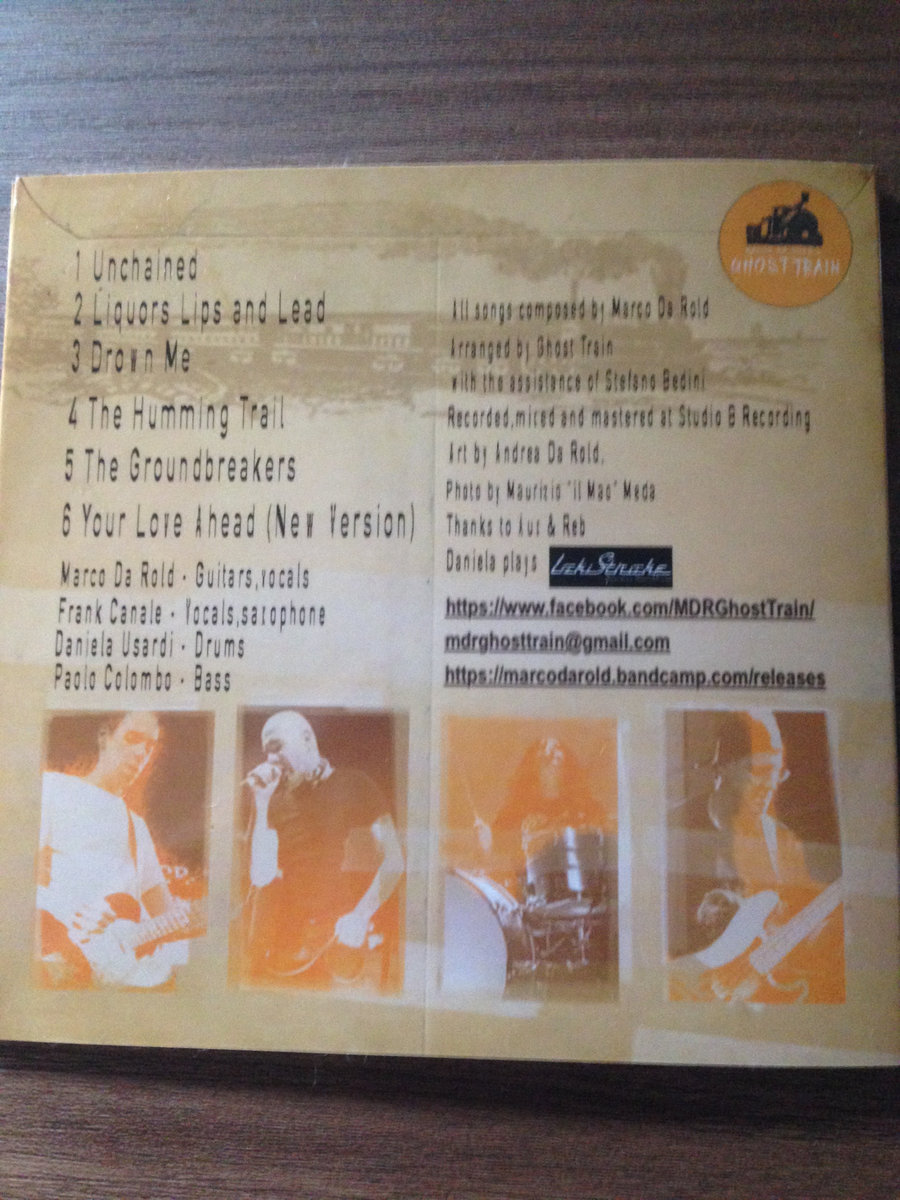 GHOST TRAIN
1 Unchained
2 Liquors Lips and Lead
3 Drown Me
4 The Humming Trail
5 The Groundbreakers
6 Your Love Ahead (New Version)
Marco Da Rold - Guitars,vocals
Frank Canale - Vocals,saxophone
Daniela Usardi - Drums
Paolo Colombo - Bass
All songs composed by Marco Da Rold
Arranged by Ghost Train
with the assistance of Stefano Bedini
Recorded,mixed and mastered at Studio B Recording
Art by Andrea Da Rold.
Photo by Maurizio "il Mao" Meda
Thanks to Aux & Reb
Daniela plays
https://www.facebook.com/MDRGhostTrain/
mdrghosttrain@gmail.com
https://marcodarold.bandcamp.com/releases